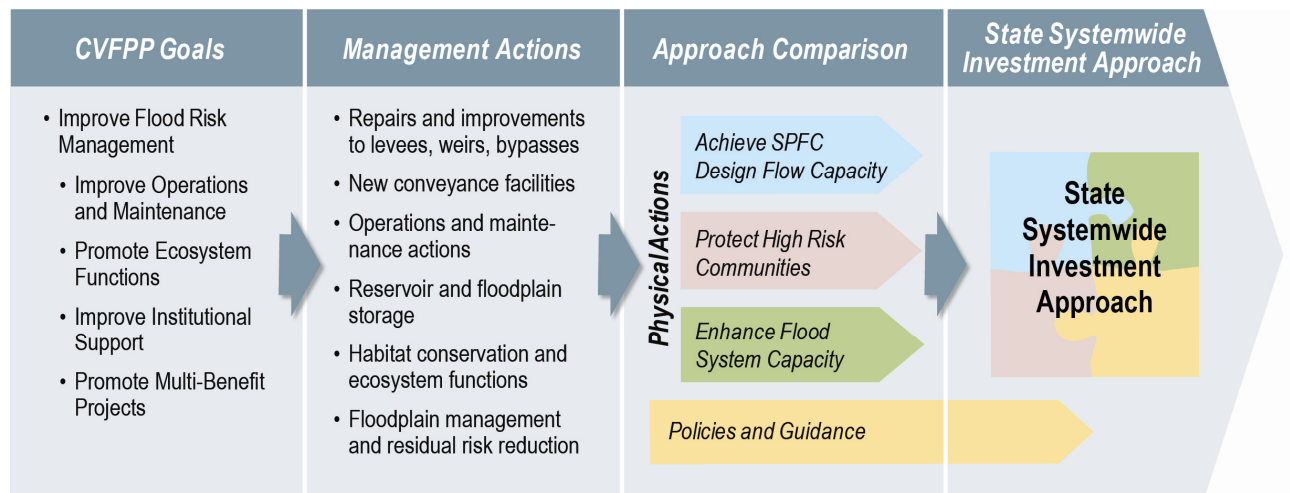 CVFPP Goals
• Improve Flood Risk
Management
• Improve Operations
and Maintenance
• Promote Ecosystem
Functions
• Improve Institutional
Support
• Promote Multi-Benefit
Projects
Management Actions
• Repairs and improvements
to levees, weirs, bypasses
• New conveyance facilities
• Operations and mainte-
nance actions
• Reservoir and floodplain
storage
• Habitat conservation and
ecosystem functions
• Floodplain management
and residual risk reduction
Approach Comparison
Physical Actions
Achieve SPFC
Design Flow Capacity
Protect High Risk
Communities
Enhance Flood
System Capacity
Policies and Guidance
State Systemwide
Investment Approach
State
Systemwide
Investment
Approach